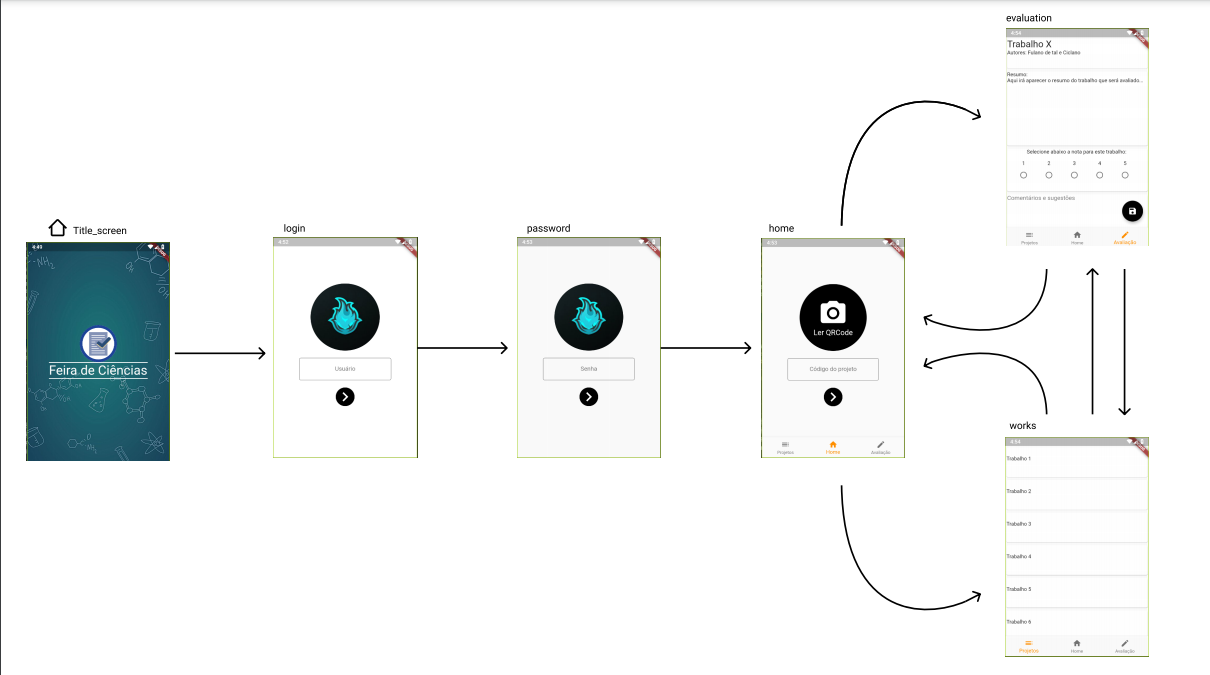 evaluation
4:54
Trabalho X
Autores: Fulano de tal e Ciclano
Resumo:
Aqui irá aparecer o resumo do trabalho que será avaliado...
Selecione abaixo a nota para este trabalho:
1 2 3 4 5
Comentários e sugestões
Projetos Home Avaliação
Title_screen
4:49
NH₂
OH
OH
Feira de Ciências
NH₂
login
4:52
Usuário
password
4:53
Senha
home
4:53
Ler QRCode
Código do projeto
Projetos Home Avaliação
works
4:54
Trabalho 1
Trabalho 2
Trabalho 3
Trabalho 4
Trabalho 5
Trabalho 6
Projetos Home Avaliação